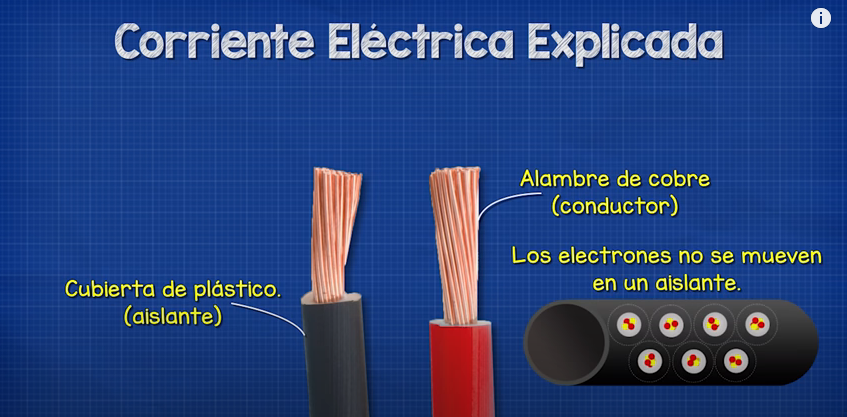 Corriente Eléctrica Explicada
Alambre de cobre
(conductor)
Los electrones no se mueven
en un aislante.
Cubierta de plástico.
(aislante)